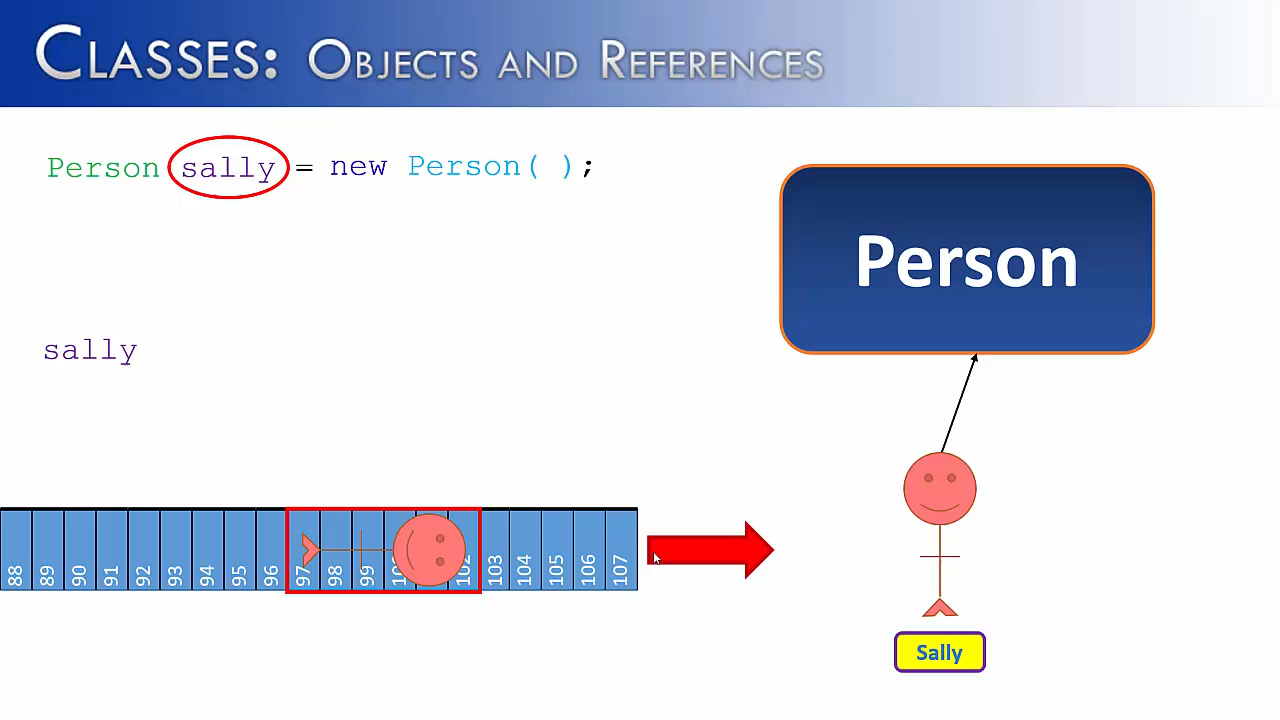 Classes: Objects and References
Person sally = new Person( );
Person
sally
88 89 90 91 92 93 94 95 96 97 98 99 102 103 104 105 106 107
Sally